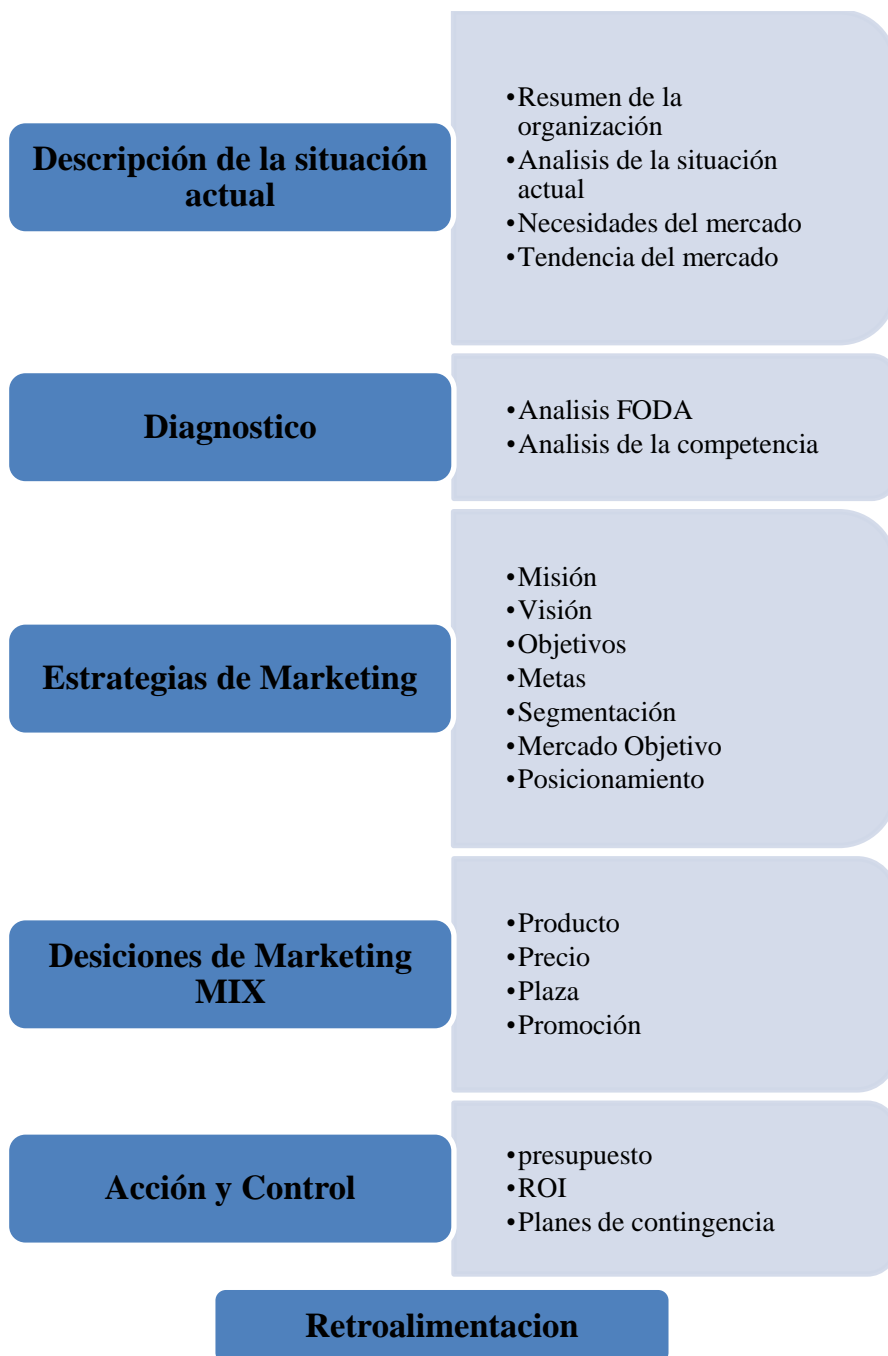 Descripción de la situación
actual
•Resumen de la
organización
•Analisis de la situación
actual
•Necesidades del mercado
•Tendencia del mercado
Diagnostico
•Analisis FODA
•Analisis de la competencia
Estrategias de Marketing
•Misión
•Visión
•Objetivos
•Metas
•Segmentación
•Mercado Objetivo
•Posicionamiento
Desiciones de Marketing
MIX
•Producto
•Precio
•Plaza
•Promoción
Acción y Control
•presupuesto
•ROI
•Planes de contingencia
Retroalimentacion